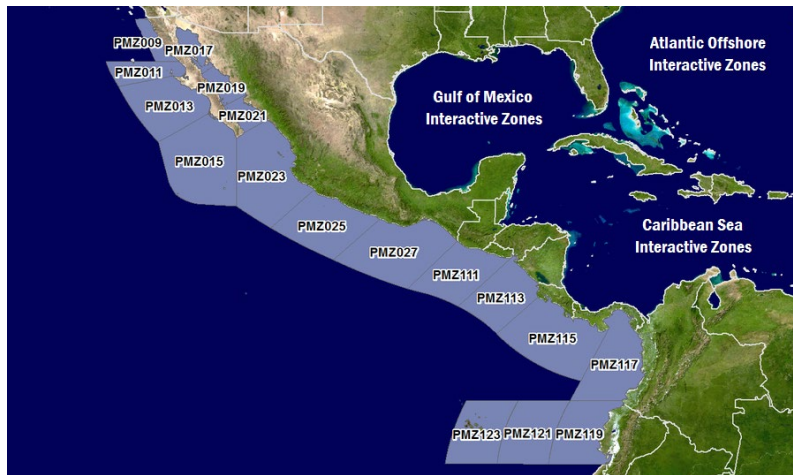 PMZ009
PMZ017
Atlantic Offshore
Interactive Zones
PMZ011
PMZ019
Gulf of Mexico
Interactive Zones
PMZ013
PMZ021
PMZ015
PMZ023
PMZ025
Caribbean Sea
Interactive Zones
PMZ027
PMZ111
PMZ113
PMZ115
PMZ117
PMZ123
PMZ121
PMZ119